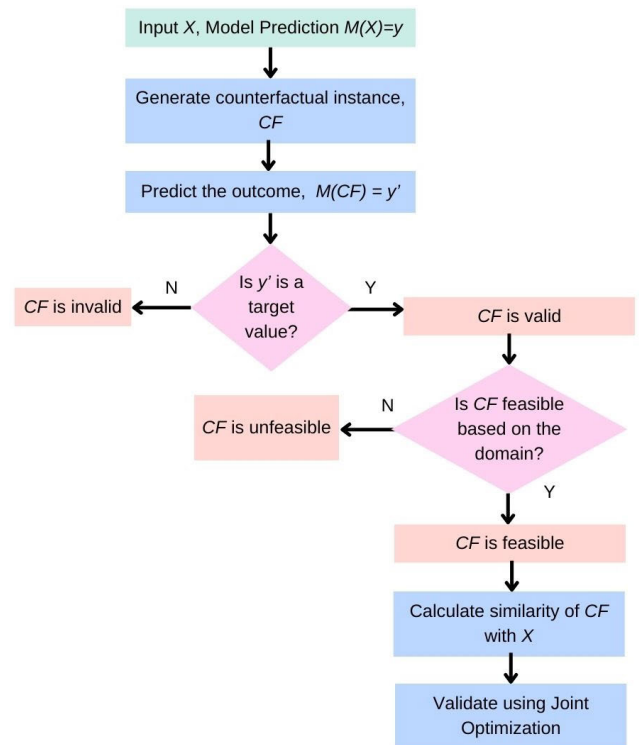 Input X, Model Prediction M(X)=y
Generate counterfactual instance,
CF
Predict the outcome, M(CF) = y'
Is y' is a
target
value?
N
Y
CF is invalid
CF is valid
Is CF feasible
based on the
domain?
N
CF is unfeasible
Y
CF is feasible
Calculate similarity of CF
with X
Validate using Joint
Optimization